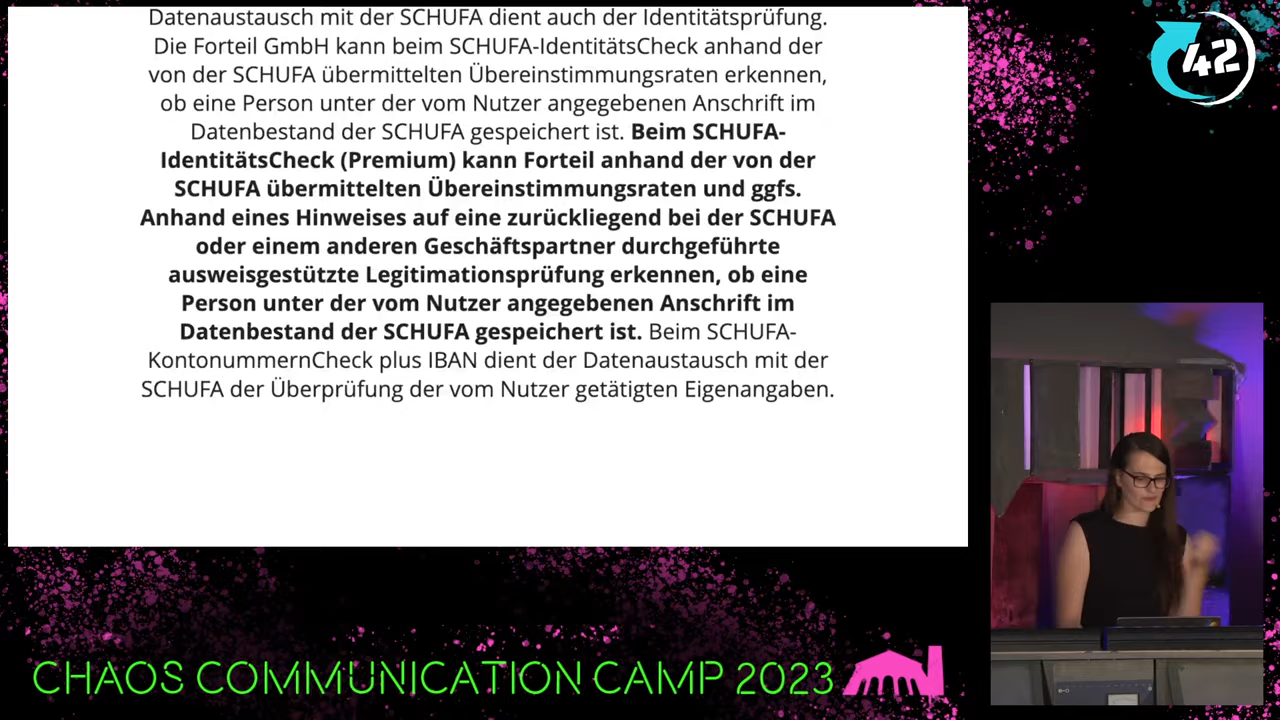 Datenaustausch mit der SCHUFA dient auch der Identitätsprüfung.
Die Forteil GmbH kann beim SCHUFA-IdentitätsCheck anhand der
von der SCHUFA übermittelten Übereinstimmungsraten erkennen,
ob eine Person unter der vom Nutzer angegebenen Anschrift im
Datenbestand der SCHUFA gespeichert ist. Beim SCHUFA-
IdentitätsCheck (Premium) kann Forteil anhand der von der
SCHUFA übermittelten Übereinstimmungsraten und ggfs.
Anhand eines Hinweises auf eine zurückliegend bei der SCHUFA
oder einem anderen Geschäftspartner durchgeführte
ausweisgestützte Legitimationsprüfung erkennen, ob eine
Person unter der vom Nutzer angegebenen Anschrift im
Datenbestand der SCHUFA gespeichert ist. Beim SCHUFA-
KontonummernCheck plus IBAN dient der Datenaustausch mit der
SCHUFA der Überprüfung der vom Nutzer getätigten Eigenangaben.
42
CHAOS COMMUNICATION CAMP 2023